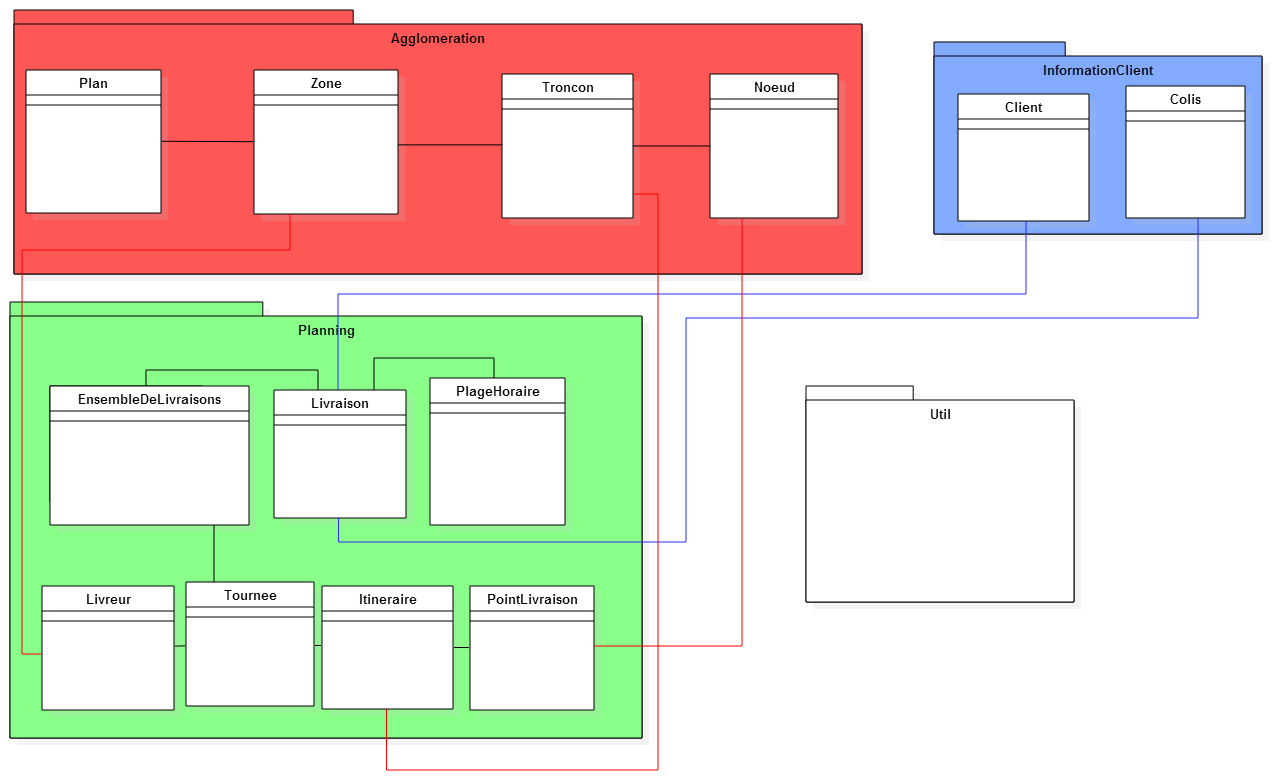 Agglomeration
Plan
Zone
Troncon
Noeud
InformationClient
Client
Colis
Planning
EnsembleDeLivraisons
Livraison
PlageHoraire
Util
Livreur
Tournee
Itineraire
PointLivraison